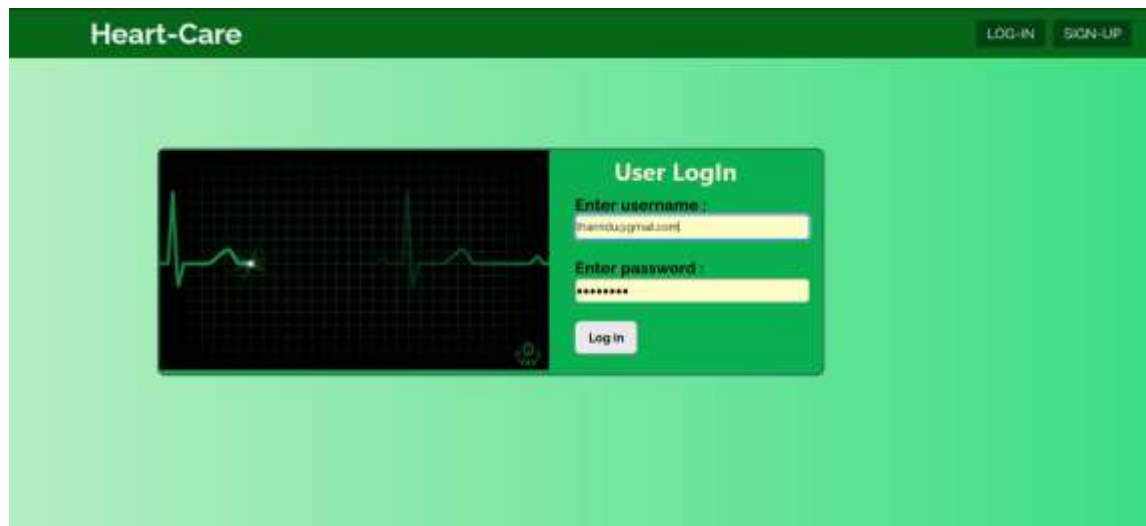 Heart-Care
LOG-IN SIGN-UP
User LogIn
Enter username :
Enter password :
••••••••
Log In